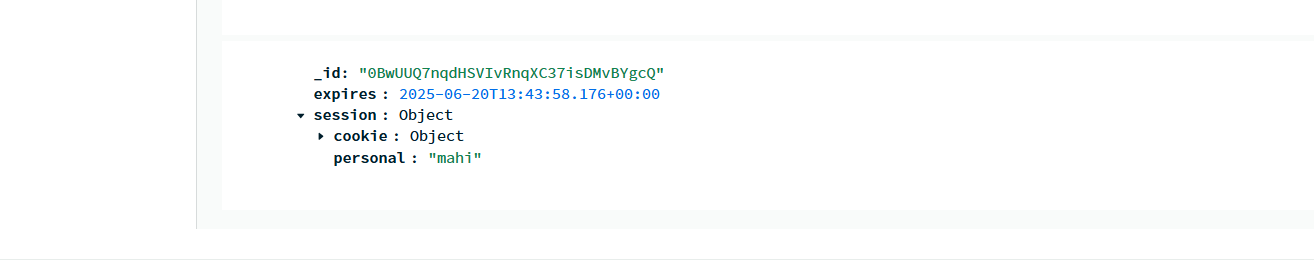 _id: "0BwUUQ7nqdHSVIvRnqXC37isDMvBYgcQ"
expires : 2025-06-20T13:43:58.176+00:00
session : Object
cookie : Object
personal : "mahi"